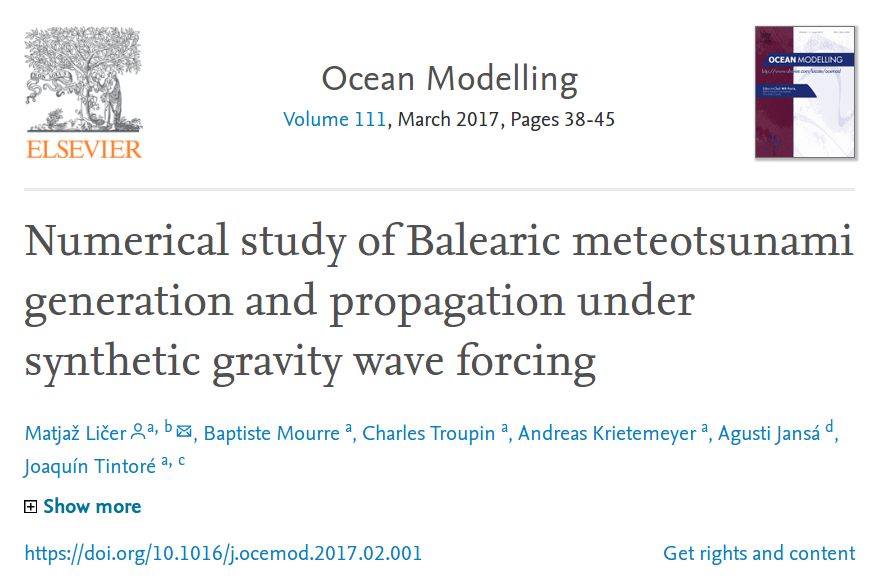 Ocean Modelling
Volume 111, March 2017, Pages 38-45
ELSEVIER
OCEAN MODELLING
Numerical study of Balearic meteotsunami
generation and propagation under
synthetic gravity wave forcing
Matjaž Ličer a, b, Baptiste Mourre a, Charles Troupin a, Andreas Krietemeyer a, Agusti Jansá d,
Joaquín Tintoré a, c
Show more
https://doi.org/10.1016/j.ocemod.2017.02.001
Get rights and content